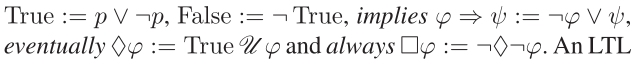 True := p ∨ ¬p, False := ¬ True, implies φ ⇒ ψ := ¬φ ∨ ψ,
eventually ◊φ := True 𝒰 φ and always □φ := ¬◊¬φ. An LTL